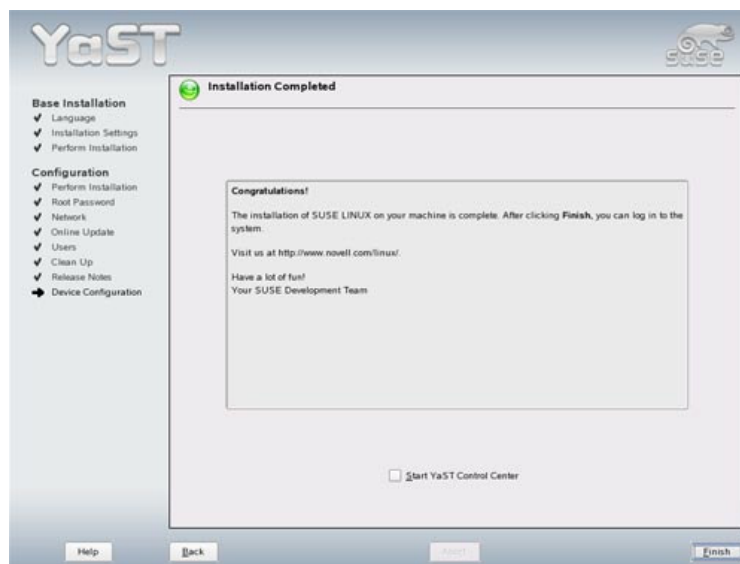 YaST
SUSE
Installation Completed
Base Installation
Language
Installation Settings
Perform Installation
Configuration
Perform Installation
Root Password
Network
Online Update
Users
Clean Up
Release Notes
Device Configuration
Congratulations!
The installation of SUSE LINUX on your machine is complete. After clicking Finish, you can log in to the
system.
Visit us at http://www.novell.com/linux/.
Have a lot of fun!
Your SUSE Development Team
Start YaST Control Center
Help
Back
Abort
Finish